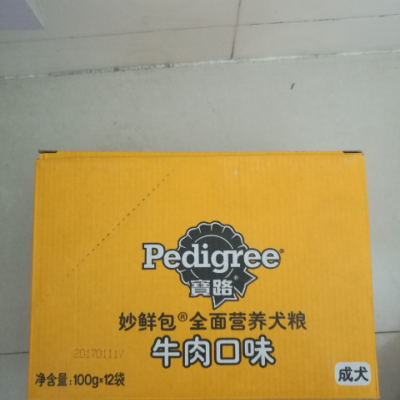 Pedigree®
寶路®
妙鲜包®全面营养犬粮
20170111V
牛肉口味
净含量:100g×12袋
成犬